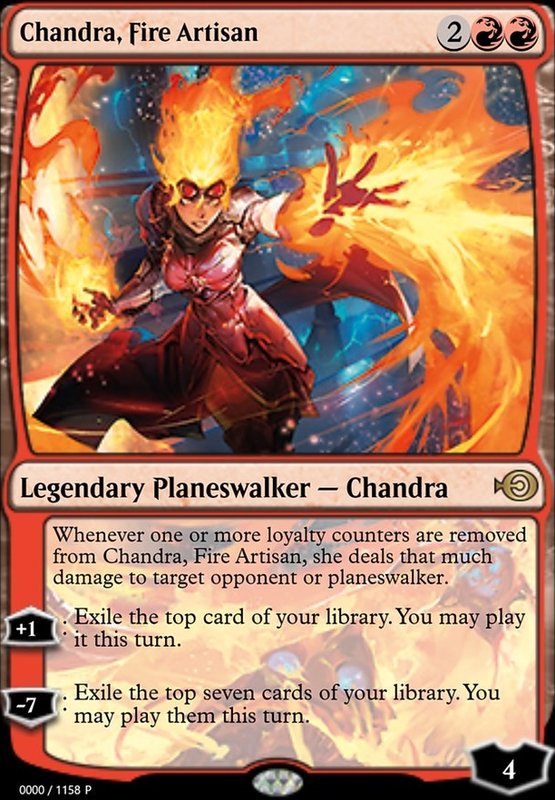 Chandra, Fire Artisan 2
Legendary Planeswalker — Chandra
Whenever one or more loyalty counters are removed
from Chandra, Fire Artisan, she deals that much
damage to target opponent or planeswalker.
+1: Exile the top card of your library. You may play
it this turn.
-7: Exile the top seven cards of your library. You
may play them this turn.
4
0000 / 1158 P